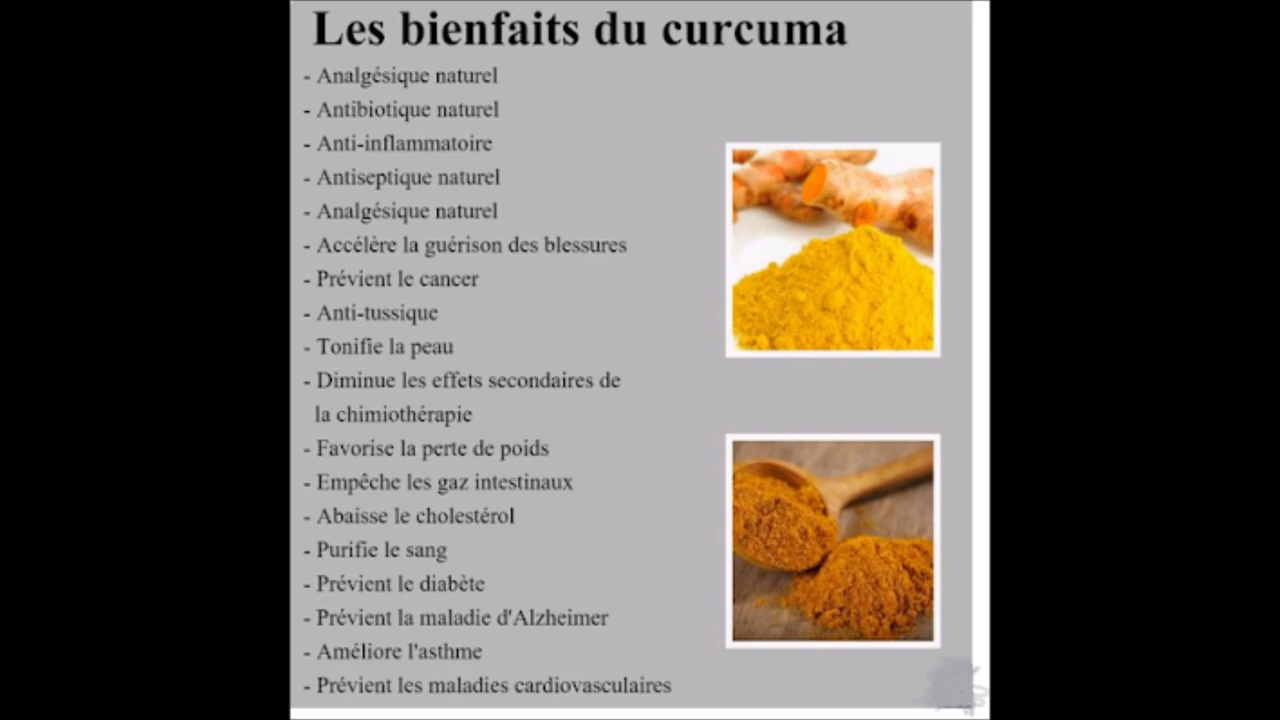 Les bienfaits du curcuma
- Analgésique naturel
- Antibiotique naturel
- Anti-inflammatoire
- Antiseptique naturel
- Analgésique naturel
- Accélère la guérison des blessures
- Prévient le cancer
- Anti-tussique
- Tonifie la peau
- Diminue les effets secondaires de
la chimiothérapie
- Favorise la perte de poids
- Empêche les gaz intestinaux
- Abaisse le cholestérol
- Purifie le sang
- Prévient le diabète
- Prévient la maladie d'Alzheimer
- Améliore l'asthme
- Prévient les maladies cardiovasculaires